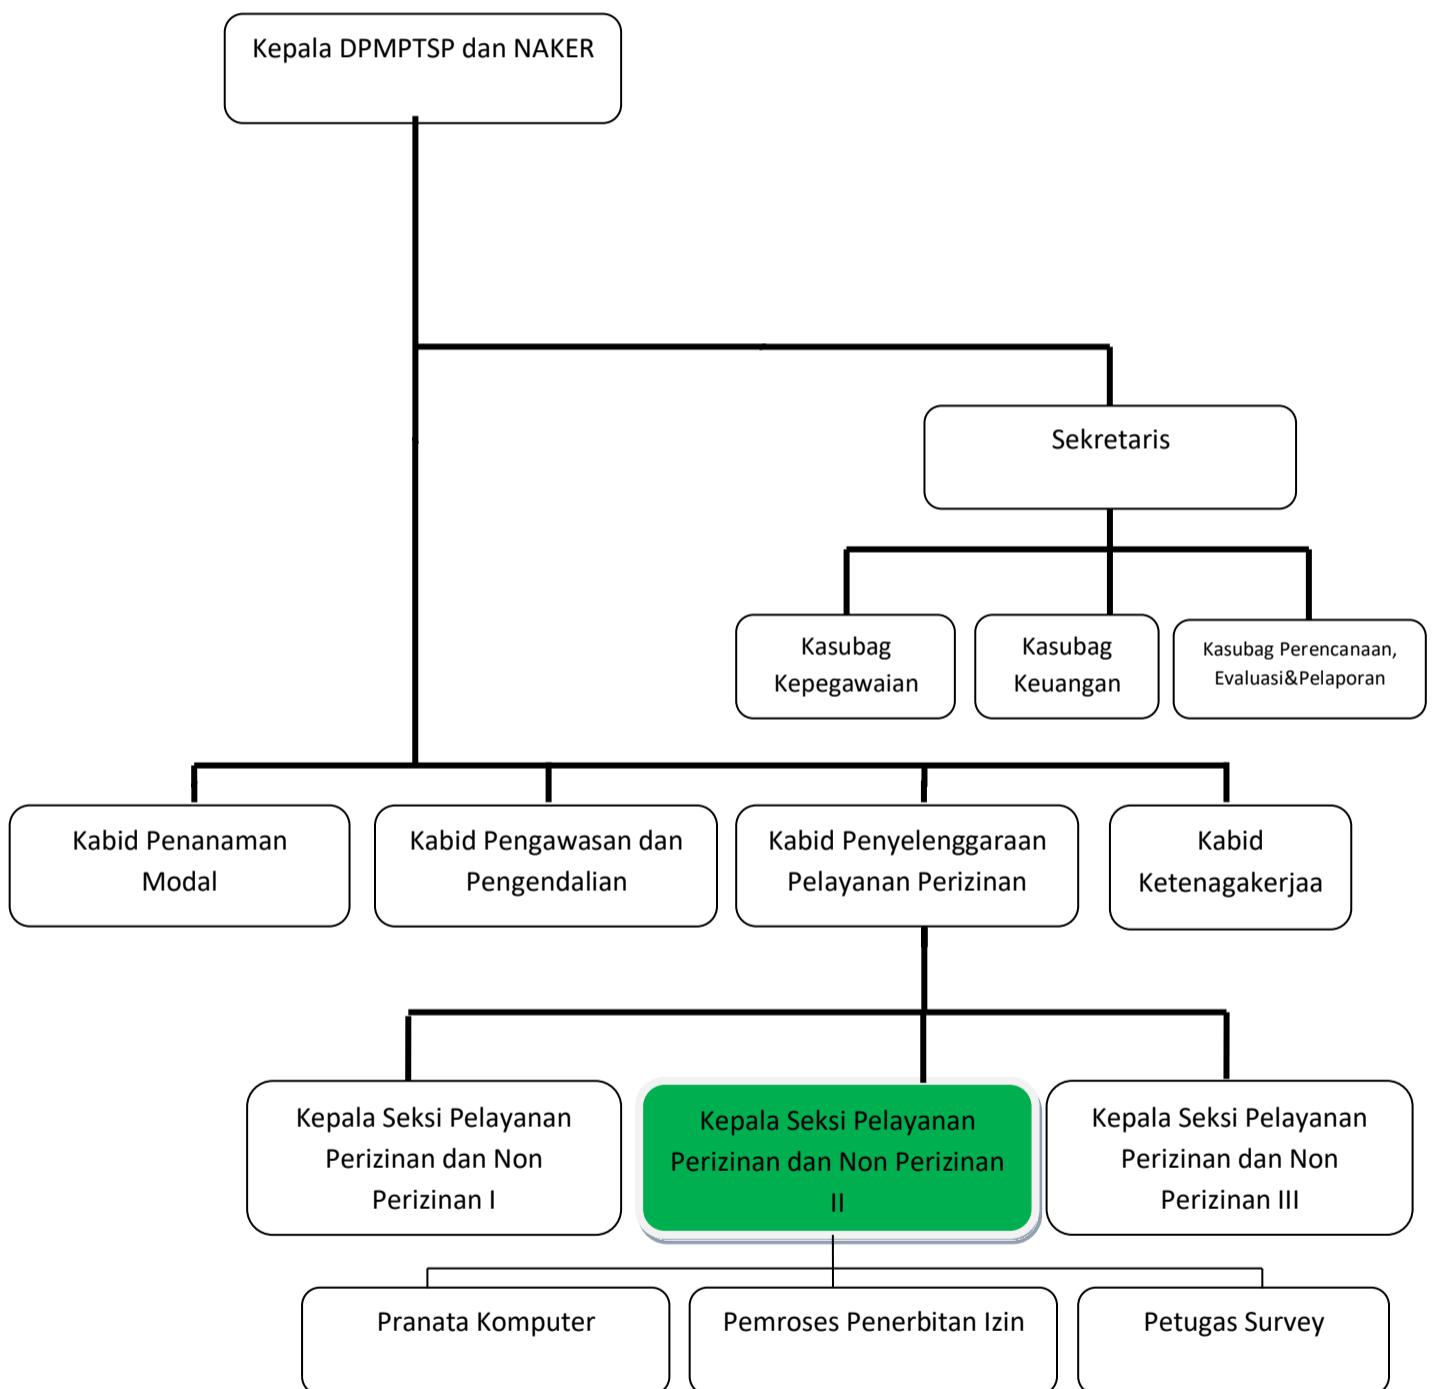 Kepala DPMPTSP dan NAKER
Sekretaris
Kasubag
Kepegawaian
Kasubag
Keuangan
Kasubag Perencanaan,
Evaluasi&Pelaporan
Kabid Penanaman
Modal
Kabid Pengawasan dan
Pengendalian
Kabid Penyelenggaraan
Pelayanan Perizinan
Kabid
Ketenagakerjaa
Kepala Seksi Pelayanan
Perizinan dan Non
Perizinan I
Kepala Seksi Pelayanan
Perizinan dan Non Perizinan
II
Kepala Seksi Pelayanan
Perizinan dan Non
Perizinan III
Pranata Komputer
Pemroses Penerbitan Izin
Petugas Survey